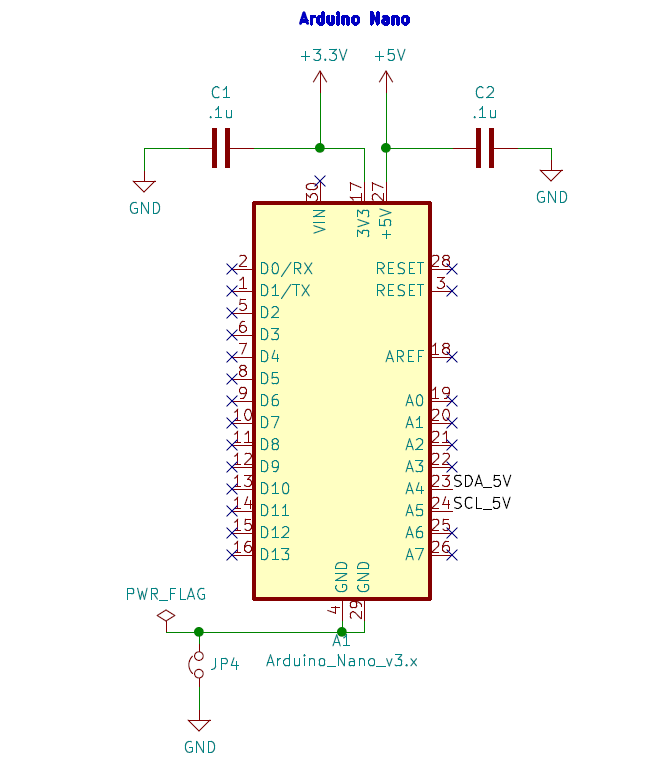 Arduino Nano
+3.3V
+5V
C1
.1u
C2
.1u
GND
GND
30
17
27
VIN
3V3
+5V
2 D0/RX RESET 28
1 D1/TX RESET 3
5 D2
6 D3
7 D4 AREF 18
8 D5
9 D6 A0 19
10 D7 A1 20
11 D8 A2 21
12 D9 A3 22
13 D10 A4 23 SDA_5V
14 D11 A5 24 SCL_5V
15 D12 A6 25
16 D13 A7 26
GND
GND
4
29
PWR_FLAG
A1
Arduino_Nano_v3.x
JP4
GND